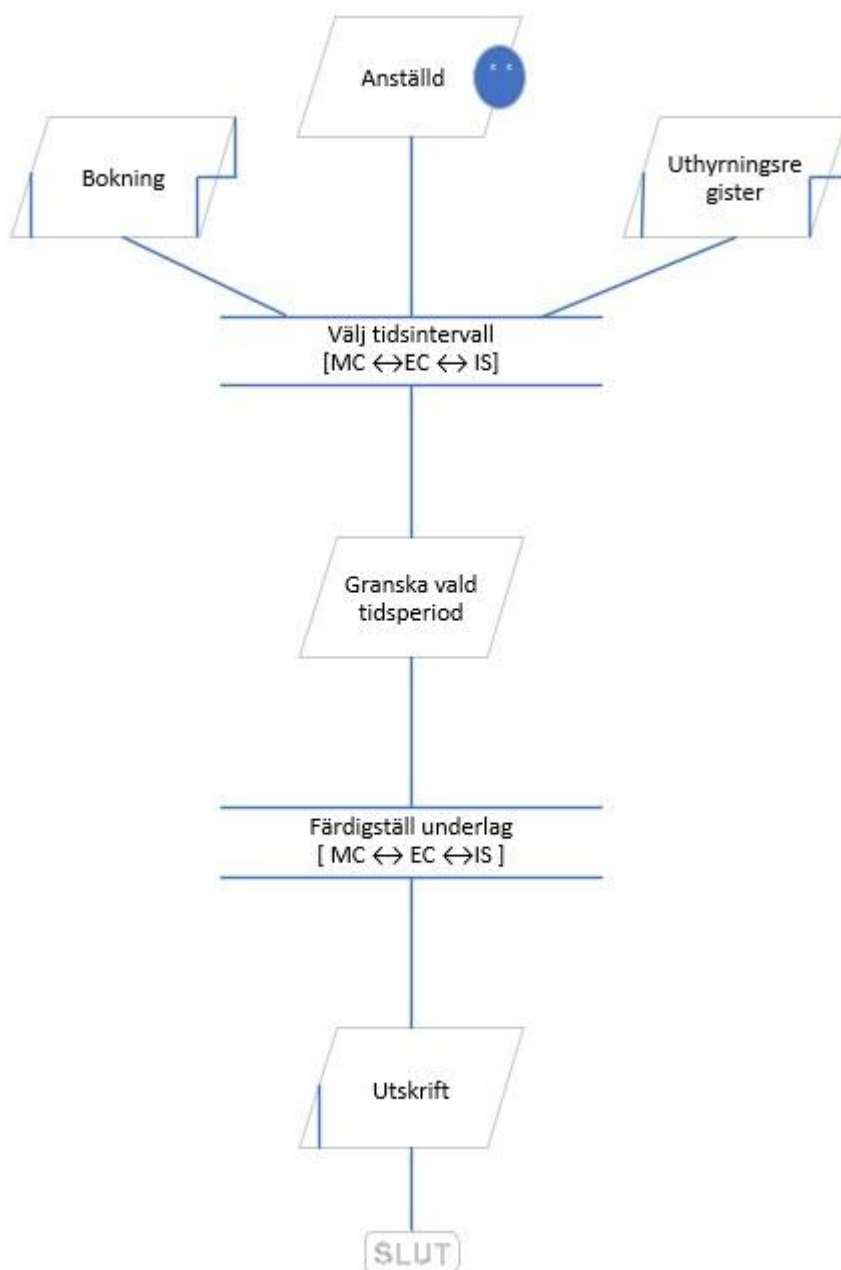 Anställd
Bokning
Uthyrningsre
gister
Välj tidsintervall
[MC ↔EC ↔ IS]
Granska vald
tidsperiod
Färdigställ underlag
[ MC ↔ EC ↔IS ]
Utskrift
SLUT